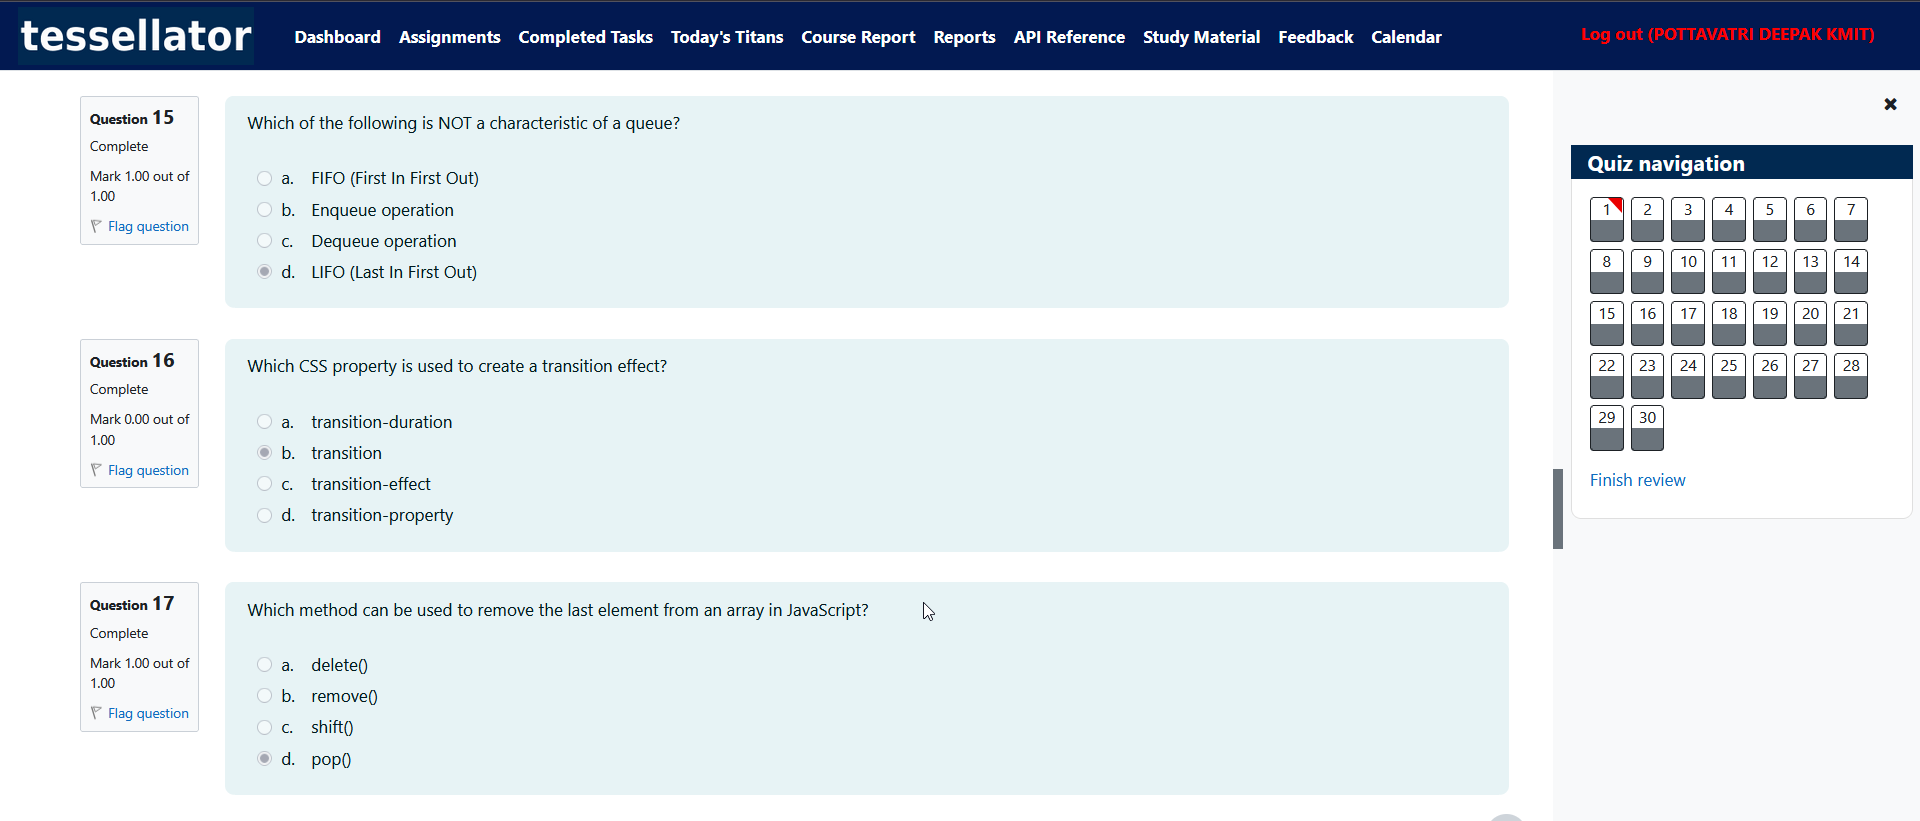 tessellator
Dashboard Assignments Completed Tasks Today's Titans Course Report Reports API Reference Study Material Feedback Calendar
Log out (POTTAVATRI DEEPAK KMIT)
Question 15
Complete
Mark 1.00 out of
1.00
Flag question
Which of the following is NOT a characteristic of a queue?
a. FIFO (First In First Out)
b. Enqueue operation
c. Dequeue operation
d. LIFO (Last In First Out)
Question 16
Complete
Mark 0.00 out of
1.00
Flag question
Which CSS property is used to create a transition effect?
a. transition-duration
b. transition
c. transition-effect
d. transition-property
Question 17
Complete
Mark 1.00 out of
1.00
Flag question
Which method can be used to remove the last element from an array in JavaScript?
a. delete()
b. remove()
c. shift()
d. pop()
Quiz navigation
1 2 3 4 5 6 7
8 9 10 11 12 13 14
15 16 17 18 19 20 21
22 23 24 25 26 27 28
29 30
Finish review